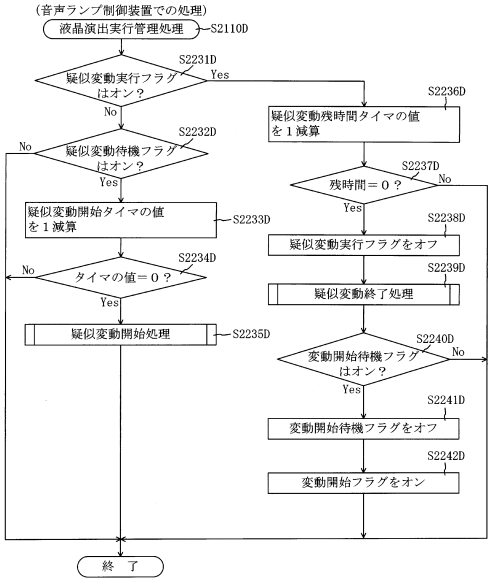 (音声ランプ制御装置での処理)
液晶演出実行管理処理
S2110D
S2231D
疑似変動実行フラグ
はオン？
Yes
No
S2232D
疑似変動待機フラグ
はオン？
No
Yes
疑似変動開始タイマの値
を１減算
S2233D
S2234D
タイマの値＝０？
No
Yes
疑似変動開始処理
S2235D
S2236D
疑似変動残時間タイマの値
を１減算
S2237D
残時間＝０？
No
Yes
S2238D
疑似変動実行フラグをオフ
S2239D
疑似変動終了処理
S2240D
変動開始待機フラグ
はオン？
No
Yes
S2241D
変動開始待機フラグをオフ
S2242D
変動開始フラグをオン
終 了